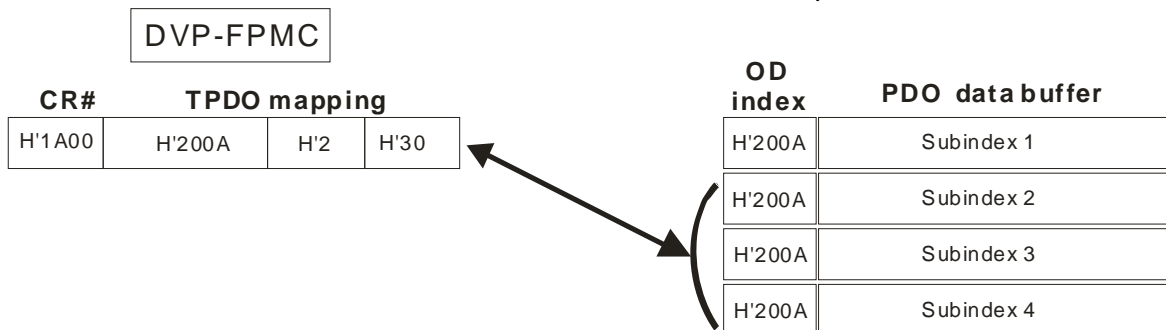 DVP-FPMC
CR# TPDO mapping
H'1A00 H'200A H'2 H'30
OD index PDO data buffer
H'200A Subindex 1
H'200A Subindex 2
H'200A Subindex 3
H'200A Subindex 4